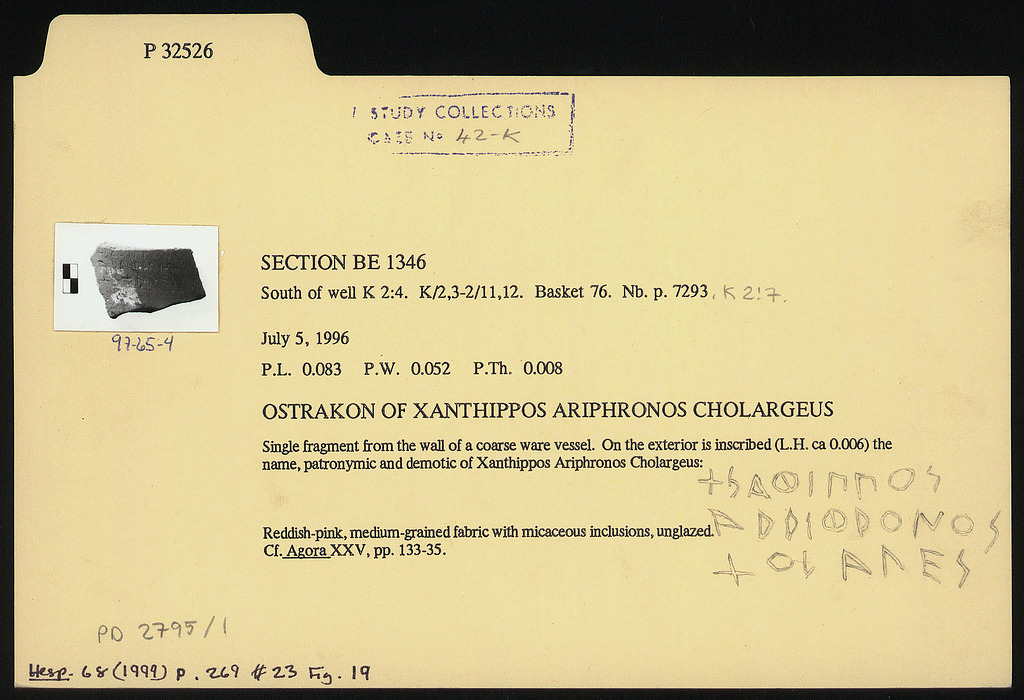 P 32526
STUDY COLLECTIONS
CASE No 42-K
SECTION BE 1346
South of well K 2:4. K/2,3-2/11,12. Basket 76. Nb. p. 7293. K 2:7.
97-65-4
July 5, 1996
P.L. 0.083 P.W. 0.052 P.Th. 0.008
OSTRAKON OF XANTHIPPOS ARIPHRONOS CHOLARGEUS
Single fragment from the wall of a coarse ware vessel. On the exterior is inscribed (L.H. ca 0.006) the
name, patronymic and demotic of Xanthippos Ariphronos Cholargeus:
Reddish-pink, medium-grained fabric with micaceous inclusions, unglazed.
Cf. Agora XXV, pp. 133-35.
PD 2795/1
Hesp. 68 (1999) p. 269 # 23 Fig. 19